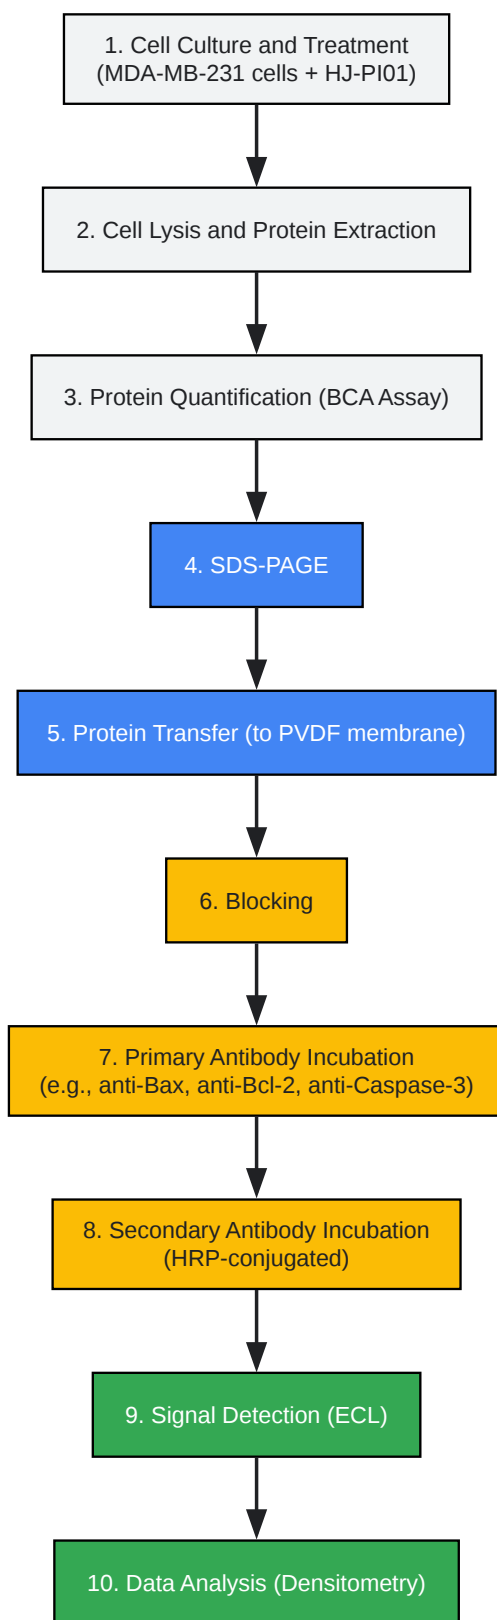 1. Cell Culture and Treatment
(MDA-MB-231 cells + HJ-PI01)
2. Cell Lysis and Protein Extraction
3. Protein Quantification (BCA Assay)
4. SDS-PAGE
5. Protein Transfer (to PVDF membrane)
6. Blocking
7. Primary Antibody Incubation
(e.g., anti-Bax, anti-Bcl-2, anti-Caspase-3)
8. Secondary Antibody Incubation
(HRP-conjugated)
9. Signal Detection (ECL)
10. Data Analysis (Densitometry)